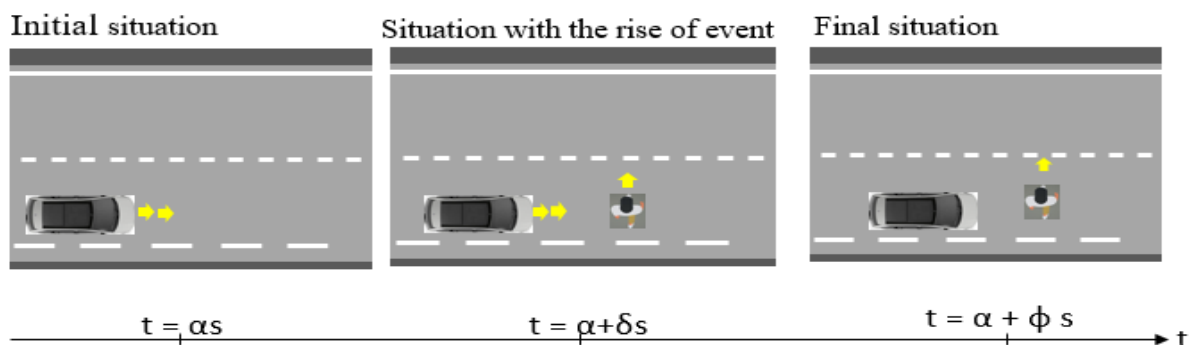 Initial situation
Situation with the rise of event
Final situation
t = αs
t = α+δs
t = α + ϕ s
t